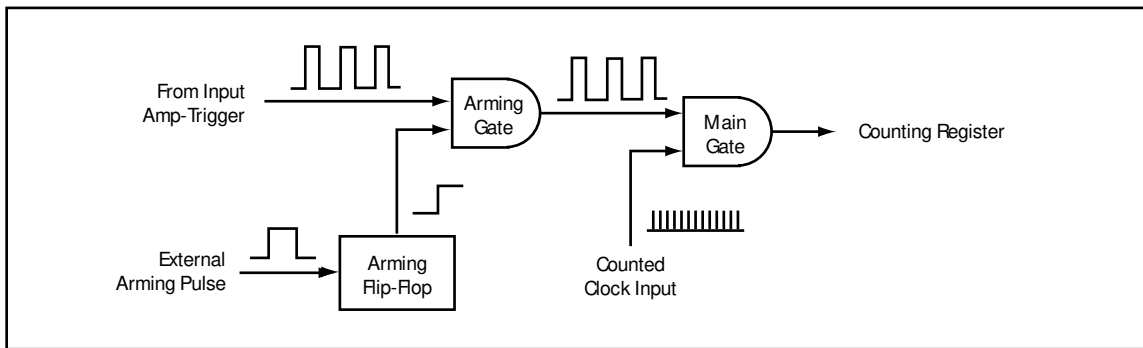 From Input
Amp-Trigger
Arming
Gate
Main
Gate
Counting Register
External
Arming Pulse
Arming
Flip-Flop
Counted
Clock Input